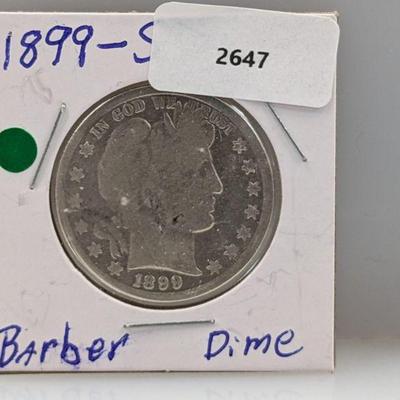 1899-S
2647
IN GOD WE TRUST
1899
BArber Dime